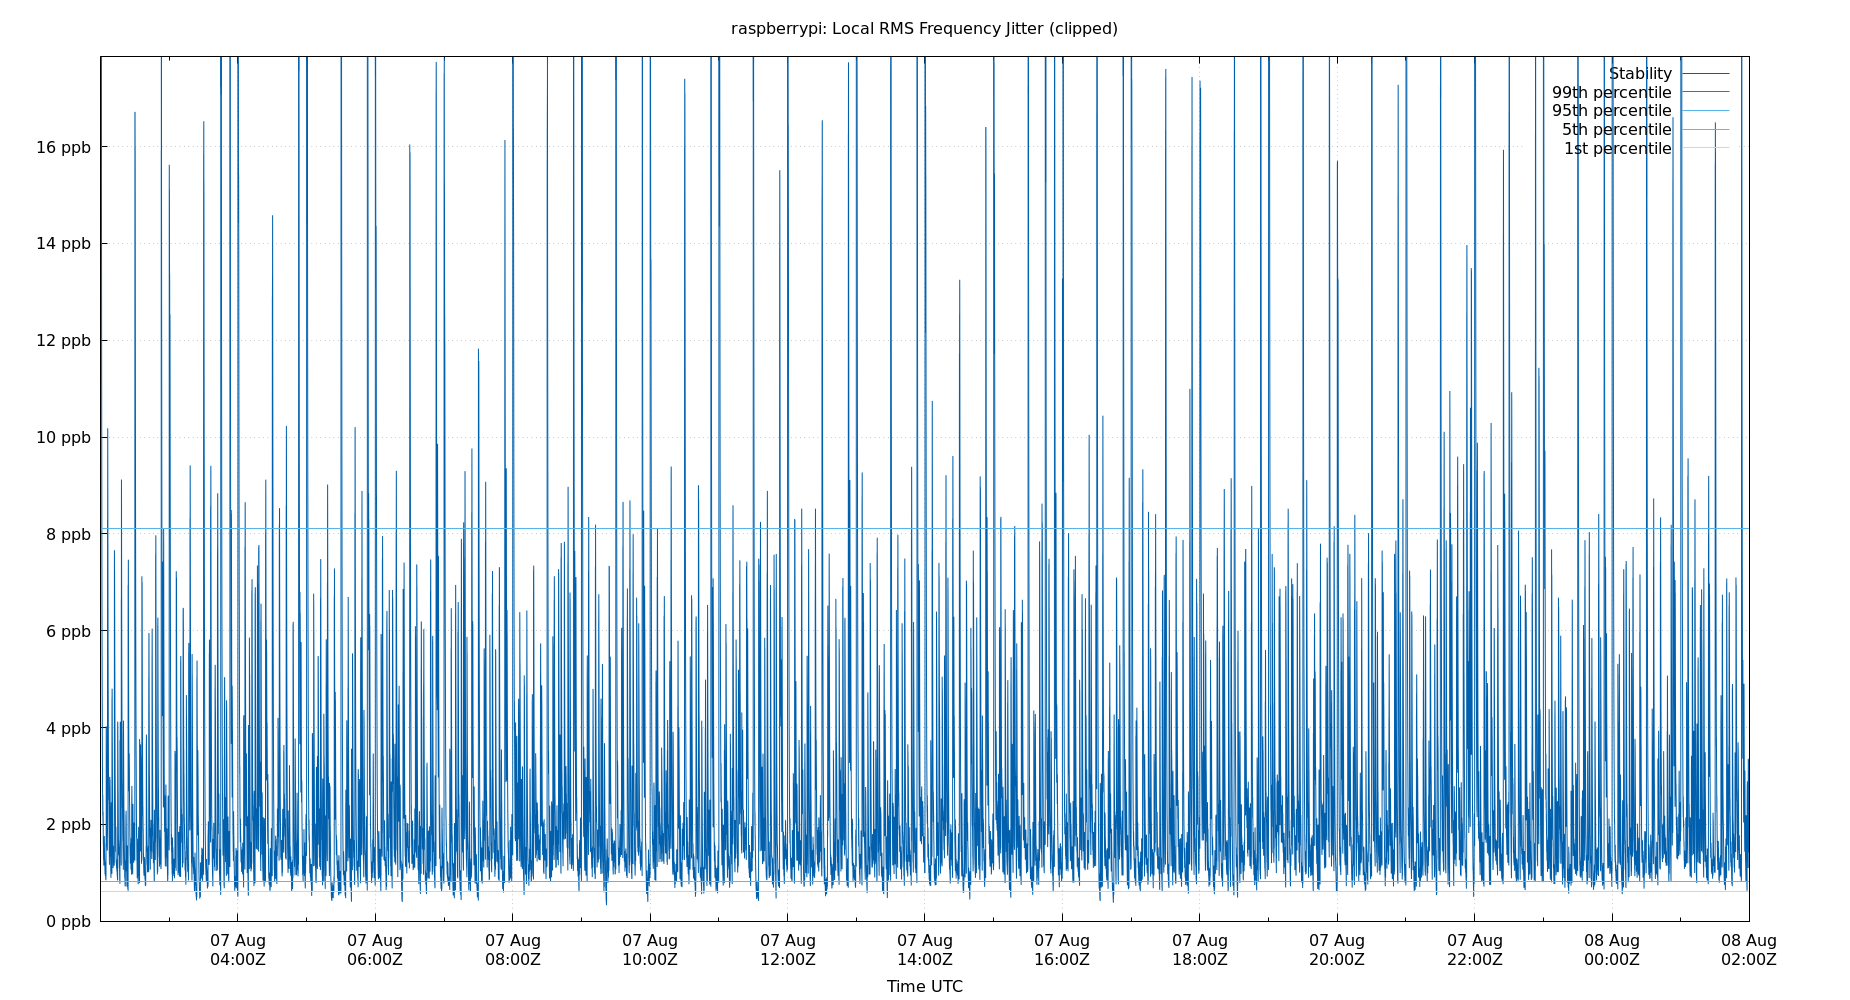 raspberrypi: Local RMS Frequency Jitter (clipped)
Stability
99th percentile
95th percentile
5th percentile
1st percentile
16 ppb
14 ppb
12 ppb
10 ppb
8 ppb
6 ppb
4 ppb
2 ppb
0 ppb
07 Aug 07 Aug 07 Aug 07 Aug 07 Aug 07 Aug 07 Aug 07 Aug 07 Aug 07 Aug 08 Aug 08 Aug
04:00Z 06:00Z 08:00Z 10:00Z 12:00Z 14:00Z 16:00Z 18:00Z 20:00Z 22:00Z 00:00Z 02:00Z
Time UTC